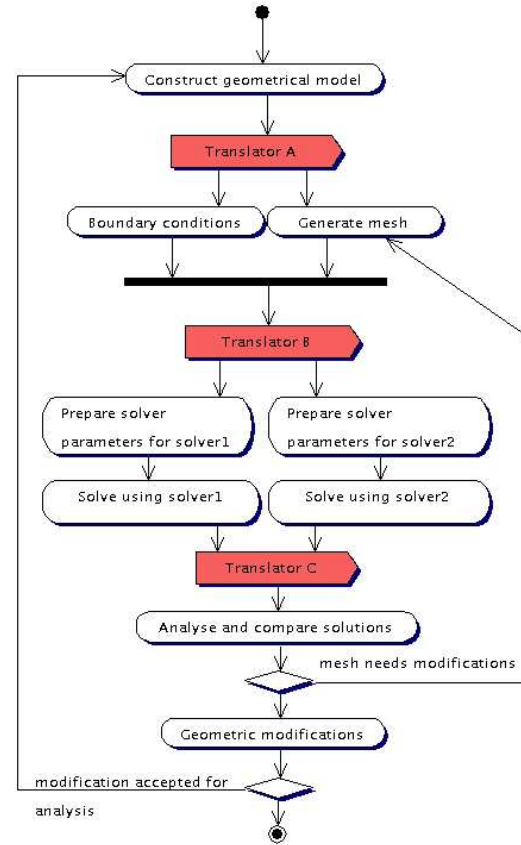 Construct geometrical model
Translator A
Boundary conditions
Generate mesh
Translator B
Prepare solver
parameters for solver1
Prepare solver
parameters for solver2
Solve using solver1
Solve using solver2
Translator C
Analyse and compare solutions
mesh needs modifications
Geometric modifications
modification accepted for
analysis